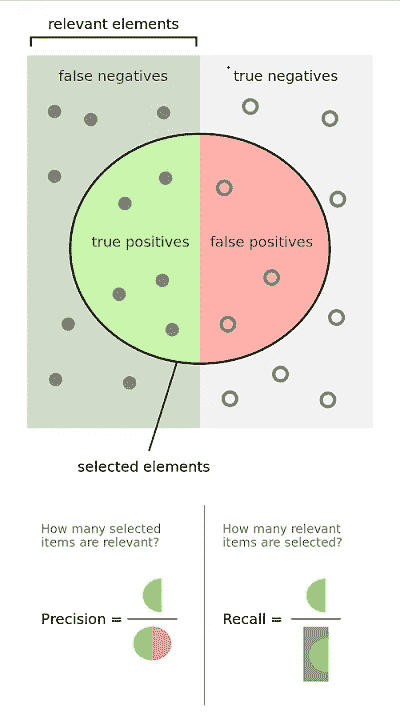 relevant elements
false negatives
true negatives
true positives
false positives
selected elements
How many selected
items are relevant?
How many relevant
items are selected?
Precision =
Recall =